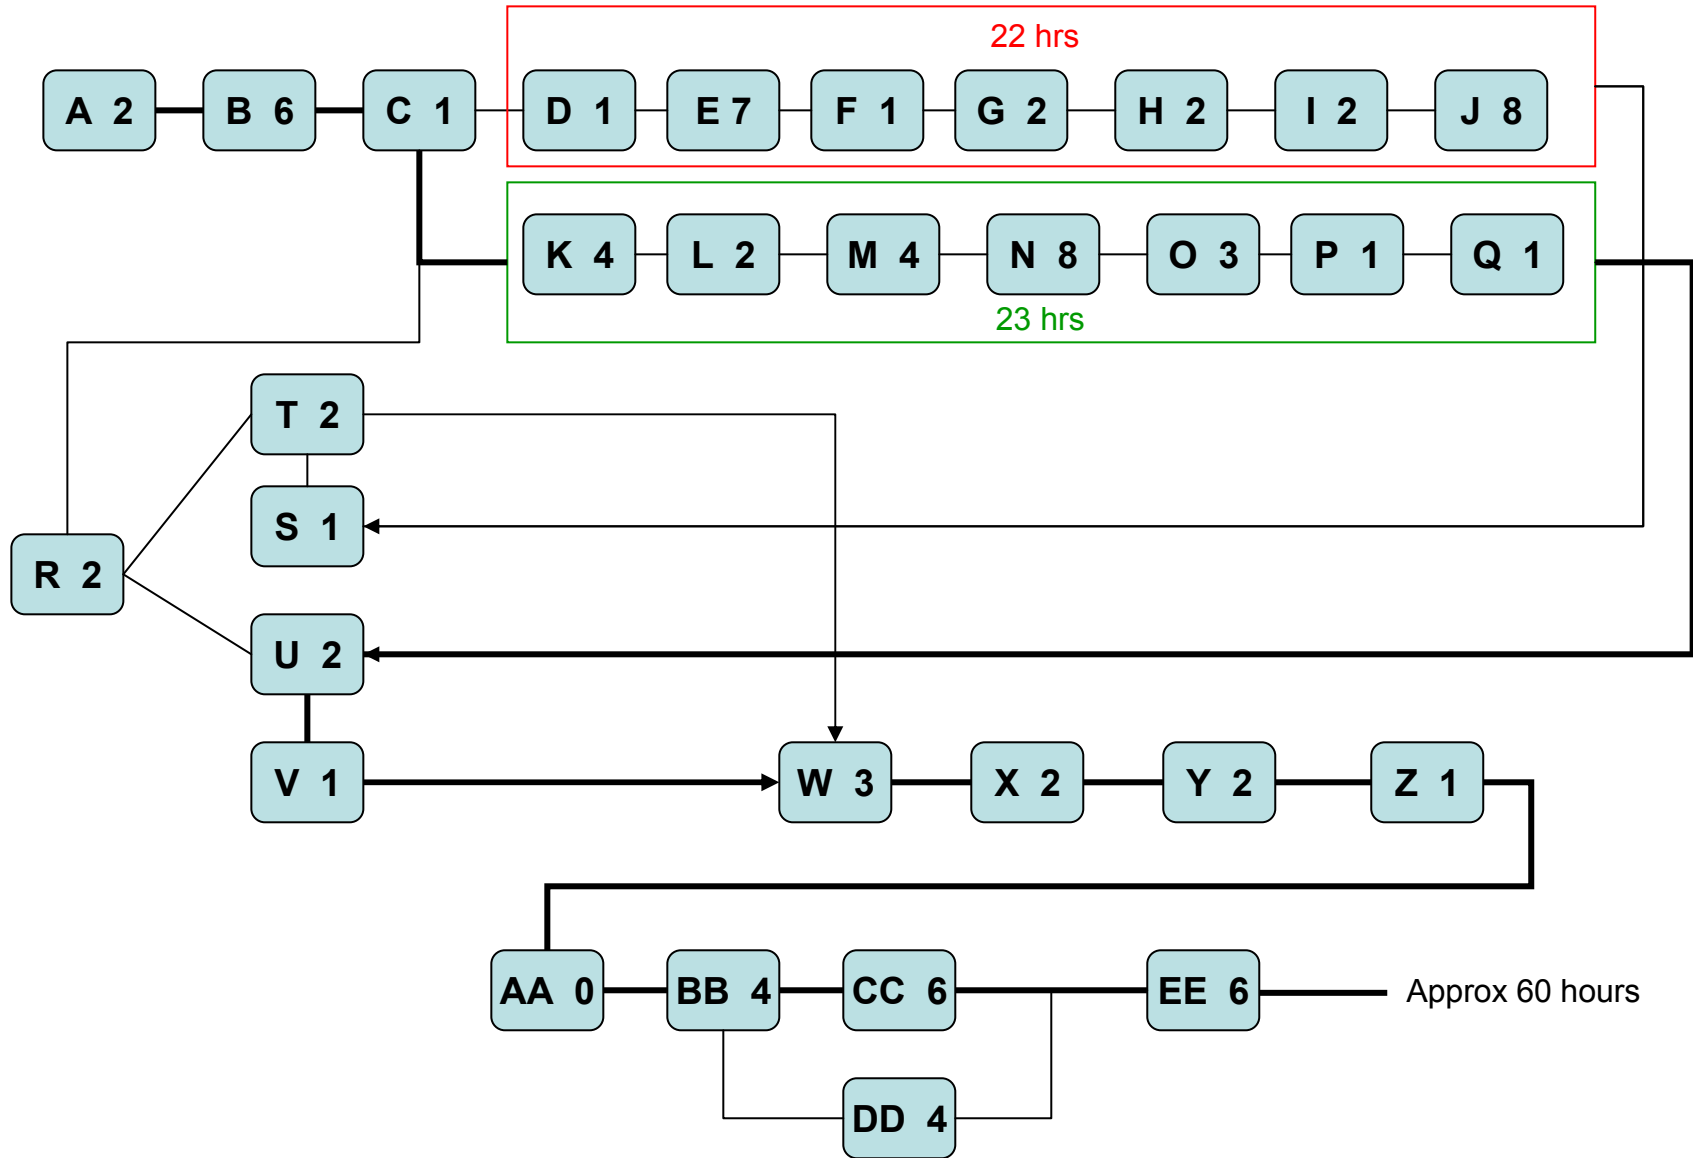 22 hrs
A 2 B 6 C 1 D 1 E 7 F 1 G 2 H 2 I 2 J 8
K 4 L 2 M 4 N 8 O 3 P 1 Q 1
23 hrs
T 2
S 1
R 2
U 2
V 1 W 3 X 2 Y 2 Z 1
AA 0 BB 4 CC 6 EE 6 Approx 60 hours
DD 4